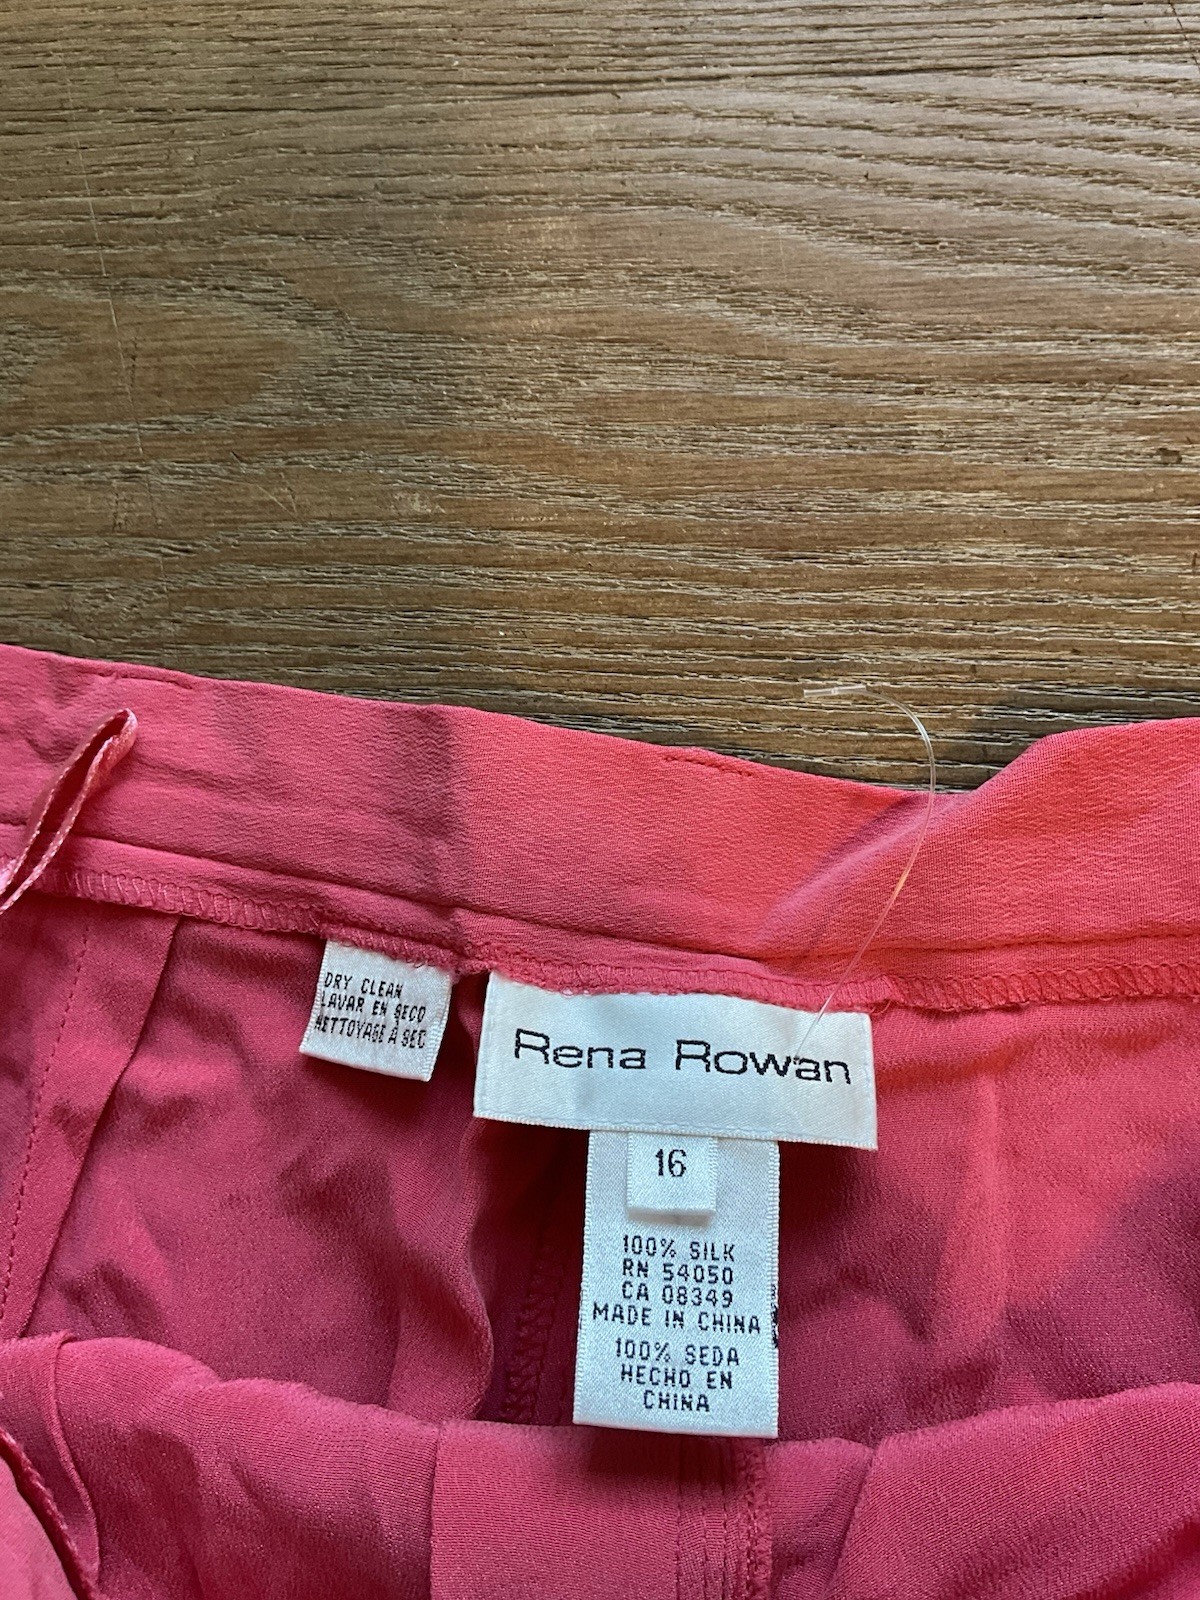 DRY CLEAN
LAVAR EN SECO
NETTOYAGE A SEC
Rena Rowan
16
100% SILK
RN 54050
CA 08349
MADE IN CHINA
100% SEDA
HECHO EN
CHINA